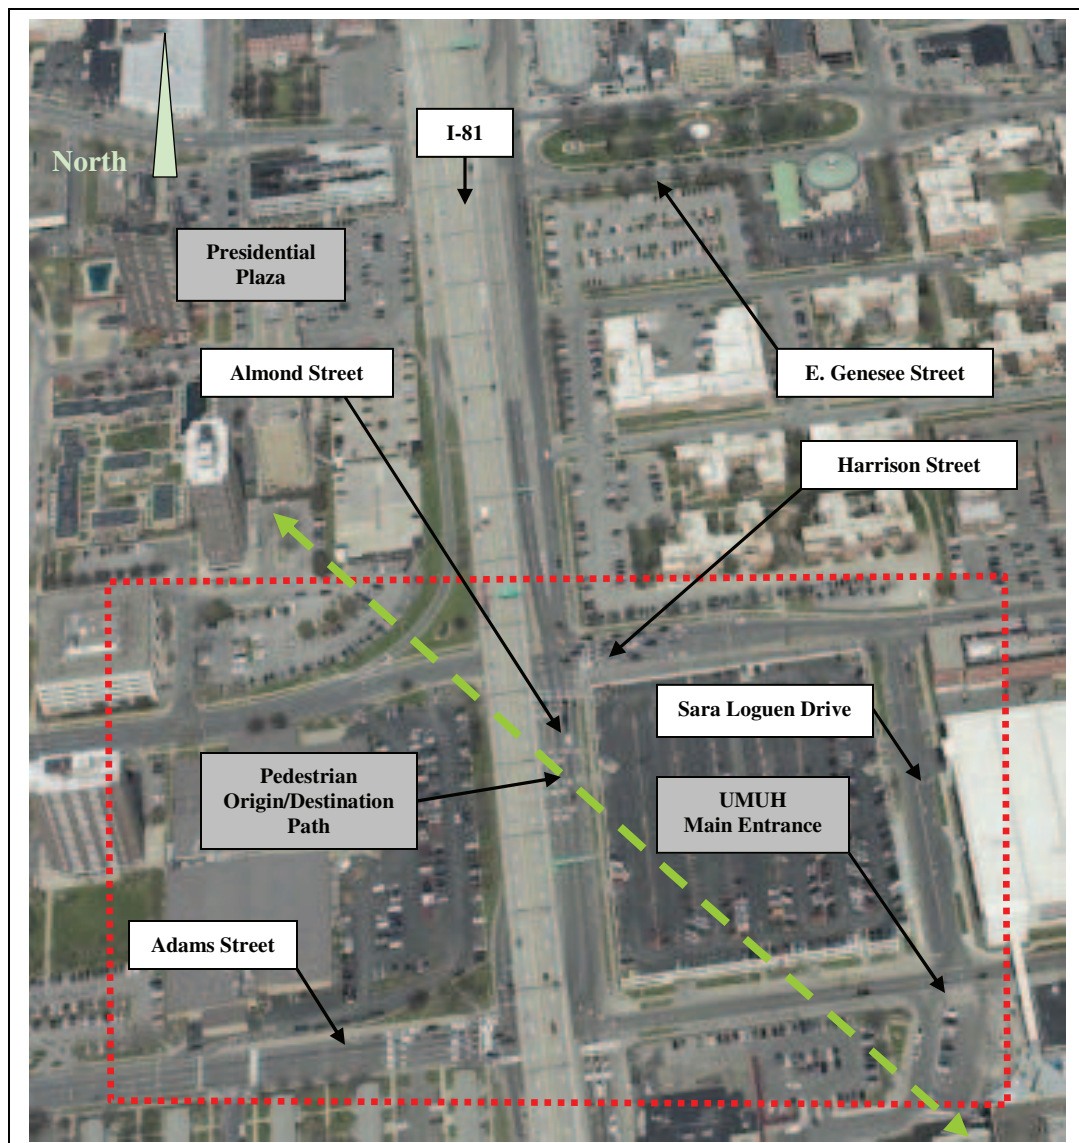 I-81
North
Presidential
Plaza
Almond Street
E. Genesee Street
Harrison Street
Sara Loguen Drive
Pedestrian
Origin/Destination
Path
UMUH
Main Entrance
Adams Street